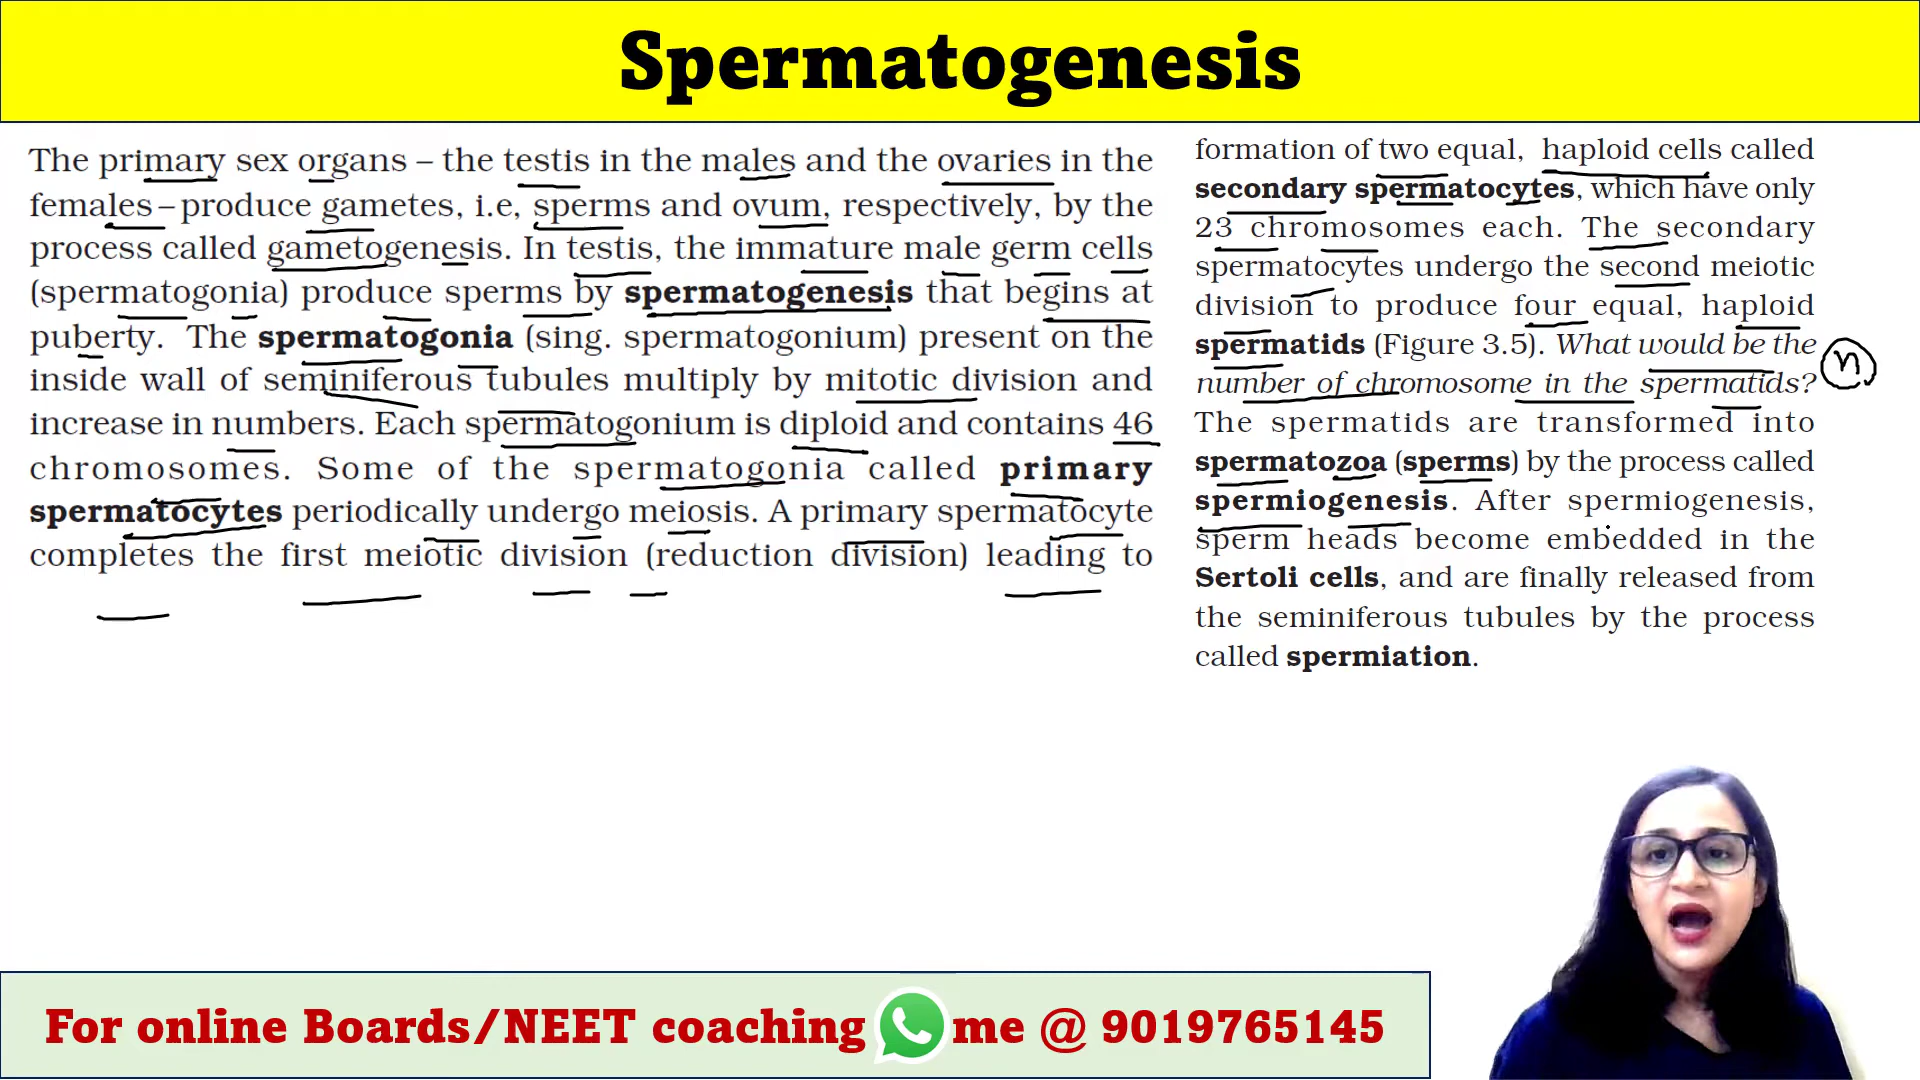 Spermatogenesis
The primary sex organs – the testis in the males and the ovaries in the
females – produce gametes, i.e, sperms and ovum, respectively, by the
process called gametogenesis. In testis, the immature male germ cells
(spermatogonia) produce sperms by spermatogenesis that begins at
puberty. The spermatogonia (sing. spermatogonium) present on the
inside wall of seminiferous tubules multiply by mitotic division and
increase in numbers. Each spermatogonium is diploid and contains 46
chromosomes. Some of the spermatogonia called primary
spermatocytes periodically undergo meiosis. A primary spermatocyte
completes the first meiotic division (reduction division) leading to
formation of two equal, haploid cells called
secondary spermatocytes, which have only
23 chromosomes each. The secondary
spermatocytes undergo the second meiotic
division to produce four equal, haploid
spermatids (Figure 3.5). What would be the
number of chromosome in the spermatids?
n
The spermatids are transformed into
spermatozoa (sperms) by the process called
spermiogenesis. After spermiogenesis,
sperm heads become embedded in the
Sertoli cells, and are finally released from
the seminiferous tubules by the process
called spermiation.
For online Boards/NEET coaching me @ 9019765145